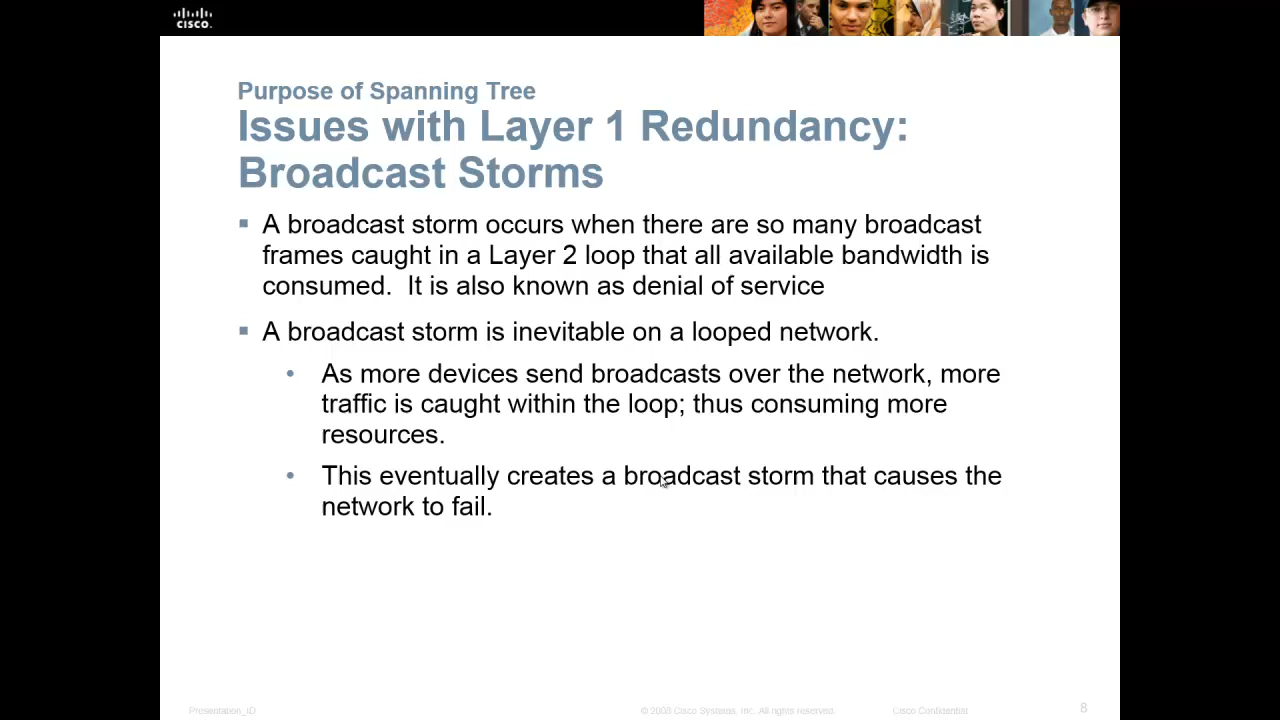 CISCO.
Purpose of Spanning Tree
Issues with Layer 1 Redundancy:
Broadcast Storms
▪ A broadcast storm occurs when there are so many broadcast
frames caught in a Layer 2 loop that all available bandwidth is
consumed.  It is also known as denial of service
▪ A broadcast storm is inevitable on a looped network.
• As more devices send broadcasts over the network, more
traffic is caught within the loop; thus consuming more
resources.
• This eventually creates a broadcast storm that causes the
network to fail.
Presentation_ID © 2008 Cisco Systems, Inc. All rights reserved. Cisco Confidential 8